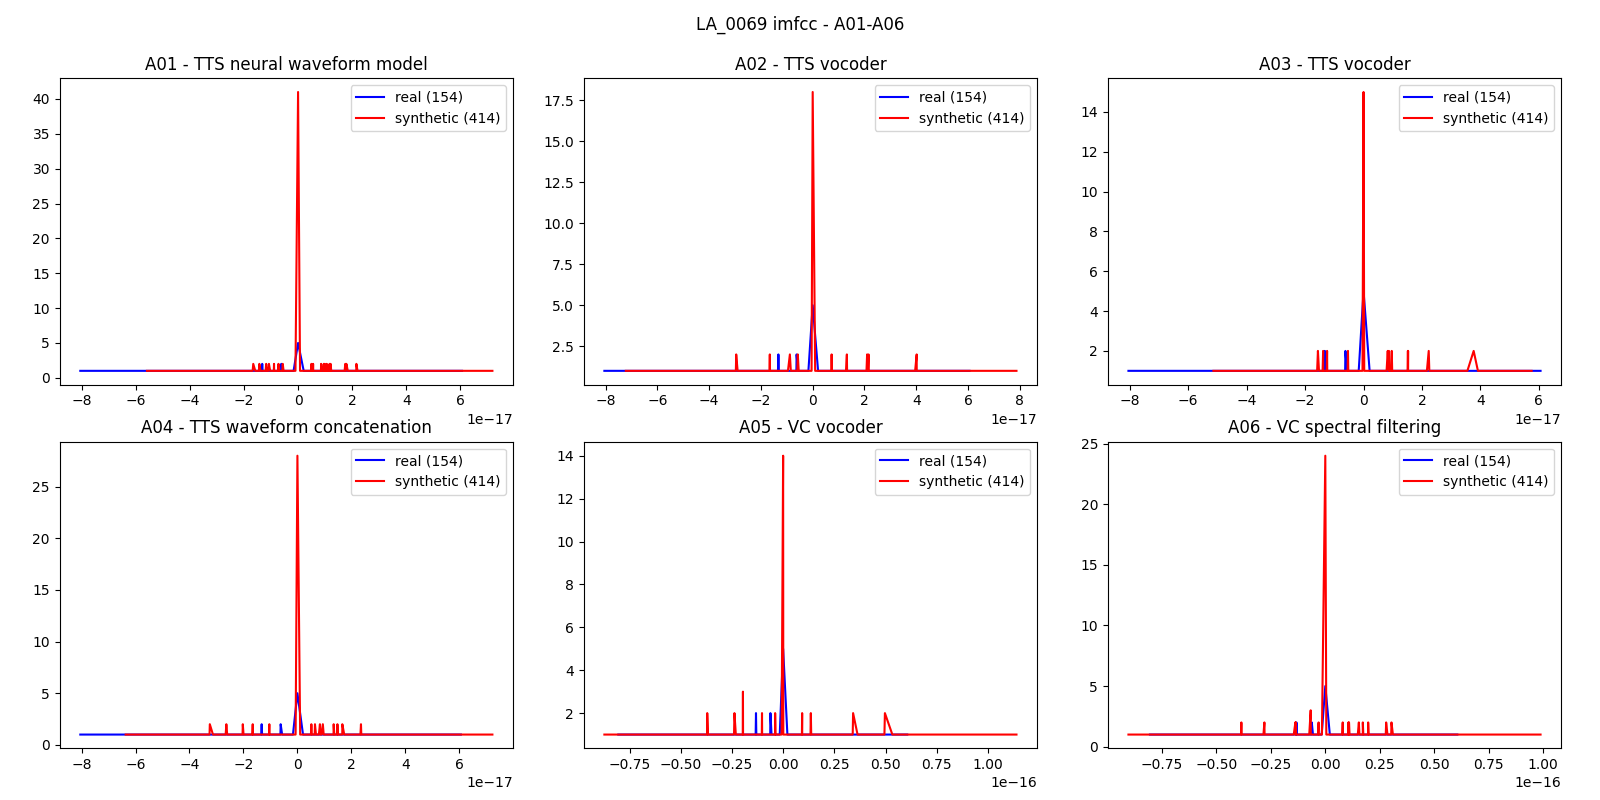 LA_0069 imfcc - A01-A06
A01 - TTS neural waveform model
40
35
30
25
20
15
10
5
0
real (154)
synthetic (414)
−8 −6 −4 −2 0 2 4 6
1e−17
A02 - TTS vocoder
17.5
15.0
12.5
10.0
7.5
5.0
2.5
real (154)
synthetic (414)
−8 −6 −4 −2 0 2 4 6 8
1e−17
A03 - TTS vocoder
14
12
10
8
6
4
2
real (154)
synthetic (414)
−8 −6 −4 −2 0 2 4 6
1e−17
A04 - TTS waveform concatenation
25
20
15
10
5
0
real (154)
synthetic (414)
−8 −6 −4 −2 0 2 4 6
1e−17
A05 - VC vocoder
14
12
10
8
6
4
2
real (154)
synthetic (414)
−0.75 −0.50 −0.25 0.00 0.25 0.50 0.75 1.00
1e−16
A06 - VC spectral filtering
25
20
15
10
5
0
real (154)
synthetic (414)
−0.75 −0.50 −0.25 0.00 0.25 0.50 0.75 1.00
1e−16